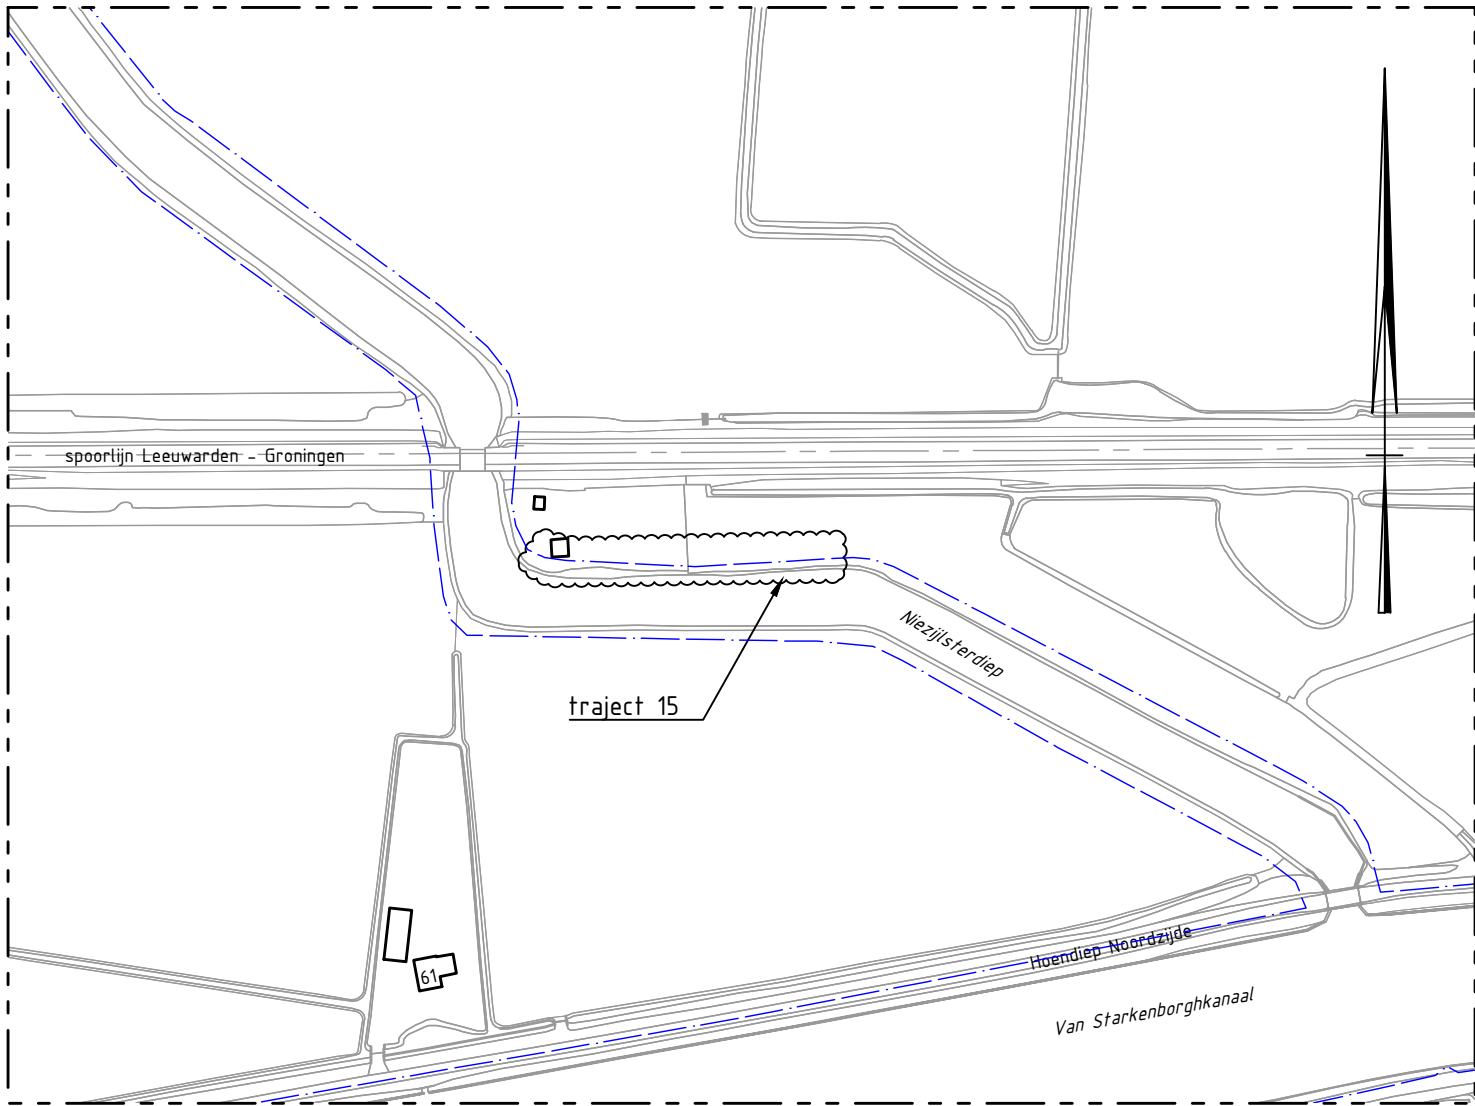 spoorlijn Leeuwarden - Groningen
Niezijlsterdiep
traject 15
Hoendiep Noordzijde
61
Van Starkenborghkanaal